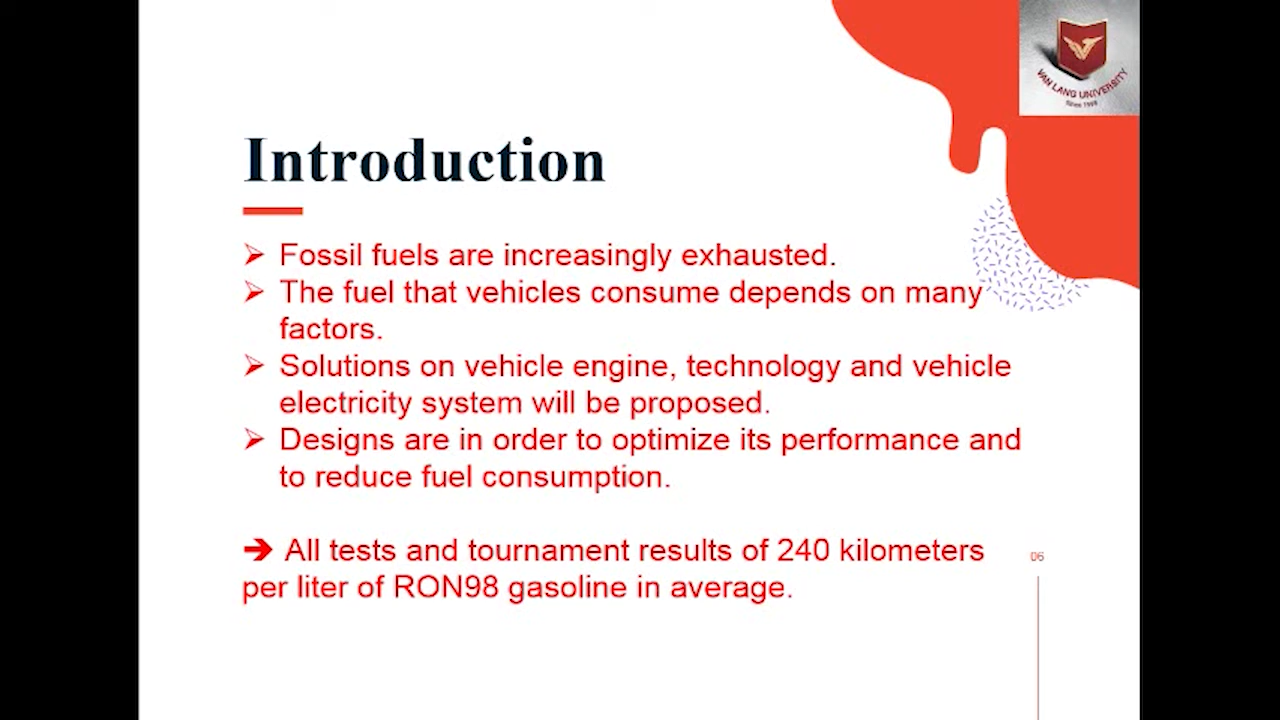 VAN LANG UNIVERSITY
Since 1995
Introduction
➢ Fossil fuels are increasingly exhausted.
➢ The fuel that vehicles consume depends on many
factors.
➢ Solutions on vehicle engine, technology and vehicle
electricity system will be proposed.
➢ Designs are in order to optimize its performance and
to reduce fuel consumption.
➔ All tests and tournament results of 240 kilometers
per liter of RON98 gasoline in average.
06